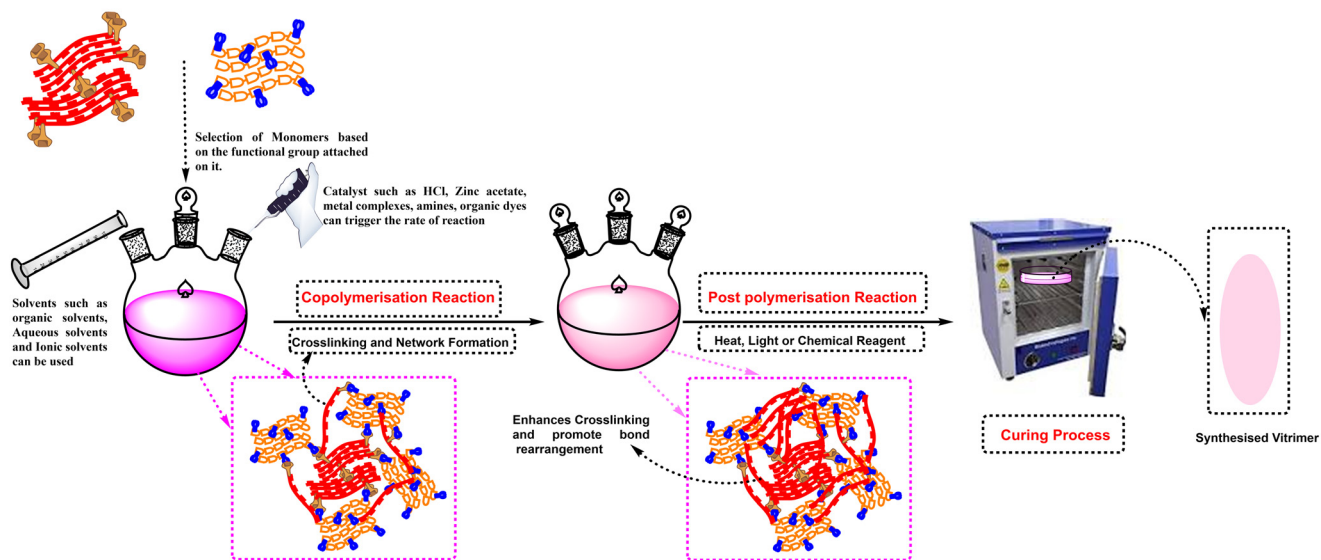 Selection of Monomers based
on the functional group attached
on it.
Catalyst such as HCl, Zinc acetate,
metal complexes, amines, organic dyes
can trigger the rate of reaction
Solvents such as
organic solvents,
Aqueous solvents
and Ionic solvents
can be used
Copolymerisation Reaction
Crosslinking and Network Formation
Post polymerisation Reaction
Heat, Light or Chemical Reagent
Enhances Crosslinking
and promote bond
rearrangement
Curing Process
Synthesised Vitrimer